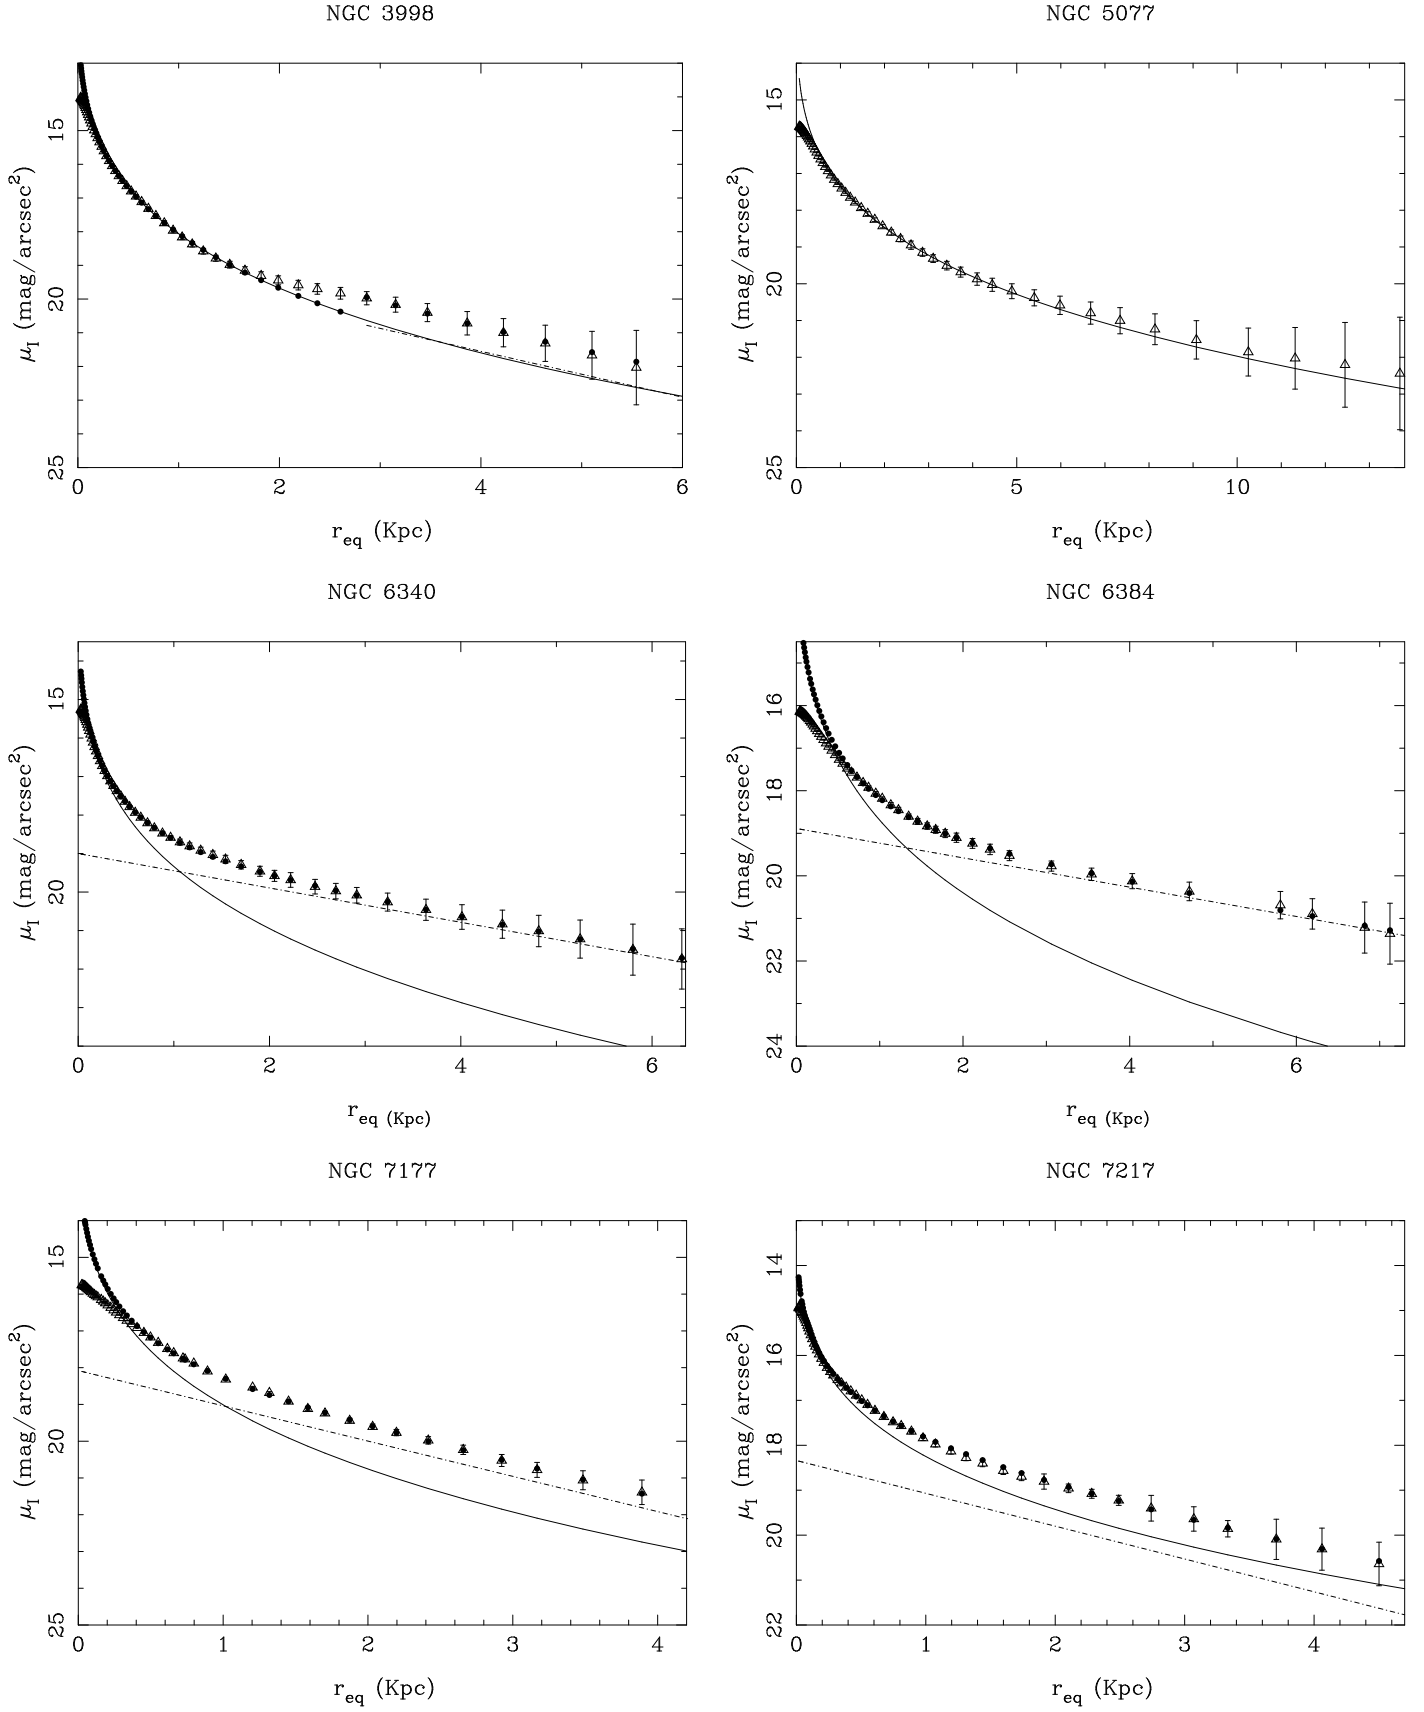 NGC 3998
15
20
25
μI (mag/arcsec2)
0 2 4 6
req (Kpc)
NGC 5077
15
20
25
μI (mag/arcsec2)
0 5 10
req (Kpc)
NGC 6340
15
20
μI (mag/arcsec2)
0 2 4 6
req (Kpc)
NGC 6384
16
18
20
22
24
μI (mag/arcsec2)
0 2 4 6
req (Kpc)
NGC 7177
15
20
25
μI (mag/arcsec2)
0 1 2 3 4
req (Kpc)
NGC 7217
14
16
18
20
22
μI (mag/arcsec2)
0 1 2 3 4
req (Kpc)